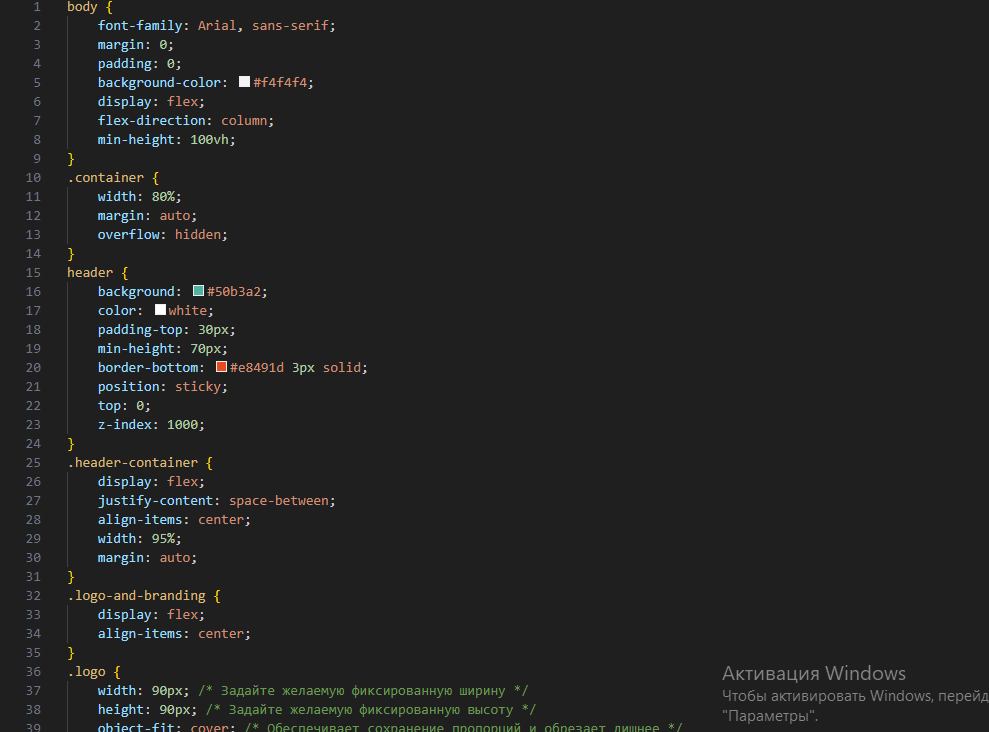 1 body {
2 font-family: Arial, sans-serif;
3 margin: 0;
4 padding: 0;
5 background-color: #f4f4f4;
6 display: flex;
7 flex-direction: column;
8 min-height: 100vh;
9 }
10 .container {
11 width: 80%;
12 margin: auto;
13 overflow: hidden;
14 }
15 header {
16 background: #50b3a2;
17 color: white;
18 padding-top: 30px;
19 min-height: 70px;
20 border-bottom: #e8491d 3px solid;
21 position: sticky;
22 top: 0;
23 z-index: 1000;
24 }
25 .header-container {
26 display: flex;
27 justify-content: space-between;
28 align-items: center;
29 width: 95%;
30 margin: auto;
31 }
32 .logo-and-branding {
33 display: flex;
34 align-items: center;
35 }
36 .logo {
37 width: 90px; /* Задайте желаемую фиксированную ширину */
38 height: 90px; /* Задайте желаемую фиксированную высоту */
39 object-fit: cover; /* Обеспечивает сохранение пропорций и обрезает лишнее */
Активация Windows
Чтобы активировать Windows, перейд
"Параметры".